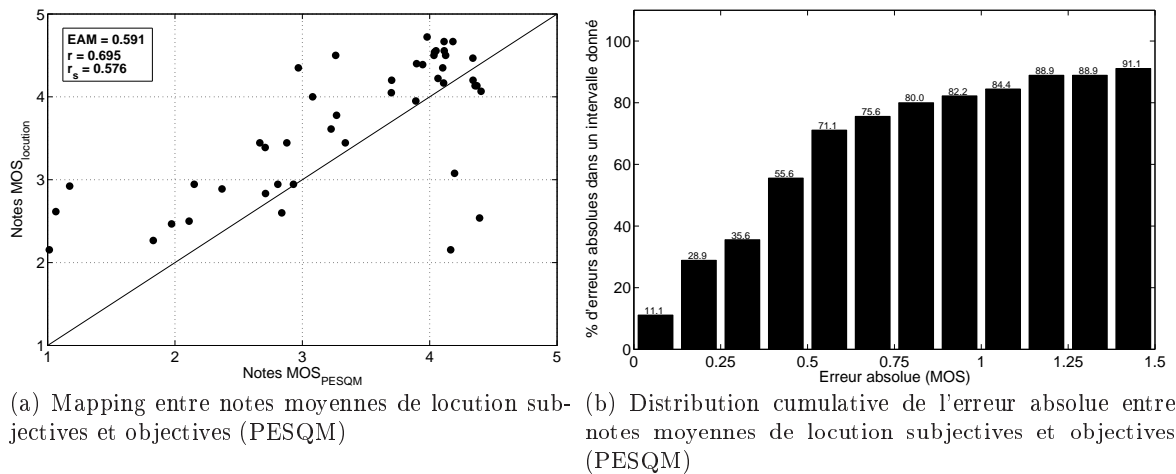 5
4
3
2
1
Notes MOS_locution
EAM = 0.591
r = 0.695
r_s = 0.576
1 2 3 4 5
Notes MOS_PESQM
(a) Mapping entre notes moyennes de locution sub-
jectives et objectives (PESQM)
100
80
60
40
20
0
% d'erreurs absolues dans un intervalle donné
11.1
28.9
35.6
55.6
71.1
75.6
80.0
82.2
84.4
88.9
88.9
91.1
0 0.25 0.5 0.75 1 1.25 1.5
Erreur absolue (MOS)
(b) Distribution cumulative de l'erreur absolue entre
notes moyennes de locution subjectives et objectives
(PESQM)